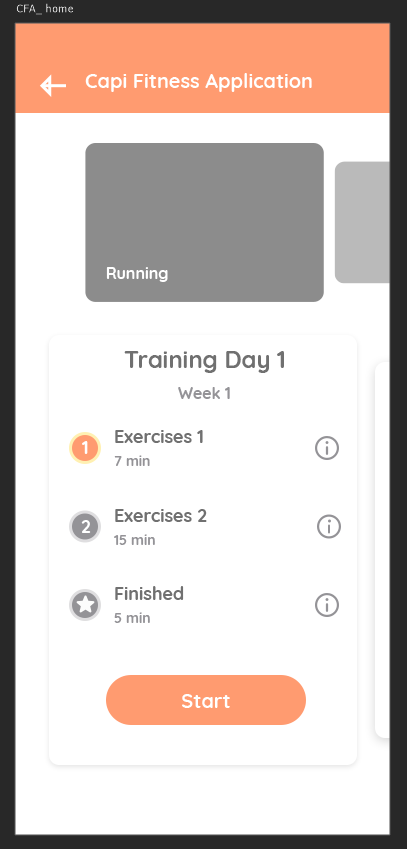 CFA_ home
Capi Fitness Application
Running
Training Day 1
Week 1
1
Exercises 1
7 min
2
Exercises 2
15 min
Finished
5 min
Start